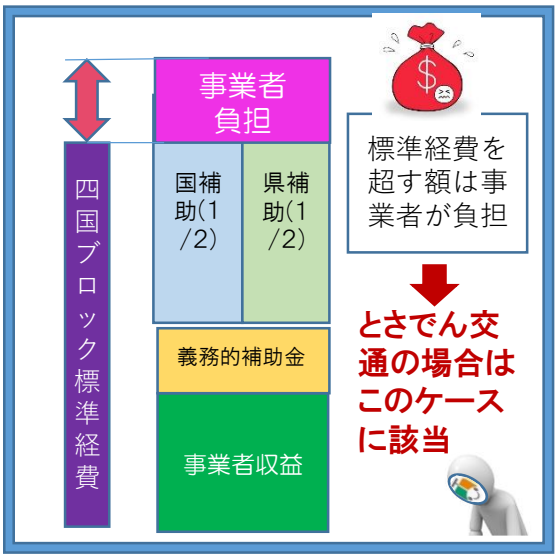 事業者
負担
四国ブロック標準経費
国補
助(1
/2)
県補
助(1
/2)
義務的補助金
事業者収益
$
標準経費を
超す額は事
業者が負担
とさでん交
通の場合は
このケース
に該当